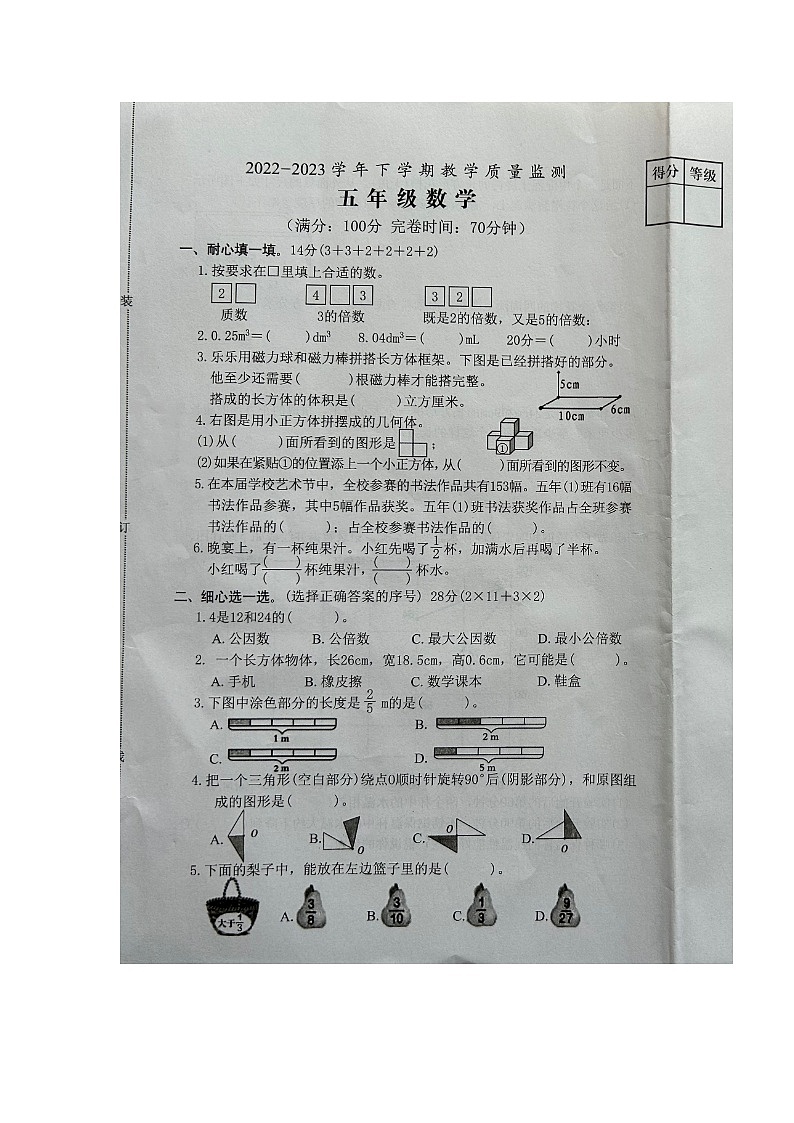 2022-2023学年下学期教学质量监测
得分 等级
五年级数学
（满分：100分 完卷时间：70分钟）
一、耐心填一填。14分(3+3+2+2+2+2)
1.按要求在□里填上合适的数。
2 4 3 3 2
质数 3的倍数 既是2的倍数，又是5的倍数:
装
2.0.25m³=( )dm³ 8.04dm³=( )mL 20分=( )小时
3.乐乐用磁力球和磁力棒拼搭长方体框架。下图是已经拼搭好的部分。
他至少还需要( )根磁力棒才能搭完整。
搭成的长方体的体积是( )立方厘米。
5cm
10cm 6cm
4.右图是用小正方体拼摆成的几何体。
(1)从( )面所看到的图形是 ；
①
(2)如果在紧贴①的位置添上一个小正方体,从( )面所看到的图形不变。
5.在本届学校艺术节中，全校参赛的书法作品共有153幅。五年(1)班有16幅
书法作品参赛，其中5幅作品获奖。五年(1)班书法获奖作品占全班参赛
书法作品的( )；占全校参赛书法作品的( )。
订
6.晚宴上，有一杯纯果汁。小红先喝了1/2杯，加满水后再喝了半杯。
小红喝了( )/( )杯纯果汁，( )/( )杯水。
二、细心选一选。(选择正确答案的序号) 28分(2×11+3×2)
1.4是12和24的( )。
A.公因数 B.公倍数 C.最大公因数 D.最小公倍数
2. 一个长方体物体，长26cm，宽18.5cm，高0.6cm，它可能是( )。
A.手机 B.橡皮擦 C.数学课本 D.鞋盒
3.下图中涂色部分的长度是2/5 m的是( )。
A. 1m B. 2m
C. 2m D. 5m
线
4.把一个三角形(空白部分)绕点O顺时针旋转90°后(阴影部分)，和原图组
成的图形是( )。
A. O B. O C. O D. O
5.下面的梨子中，能放在左边篮子里的是( )。
大于1/3 A. 3/8 B. 3/10 C. 1/3 D. 9/27